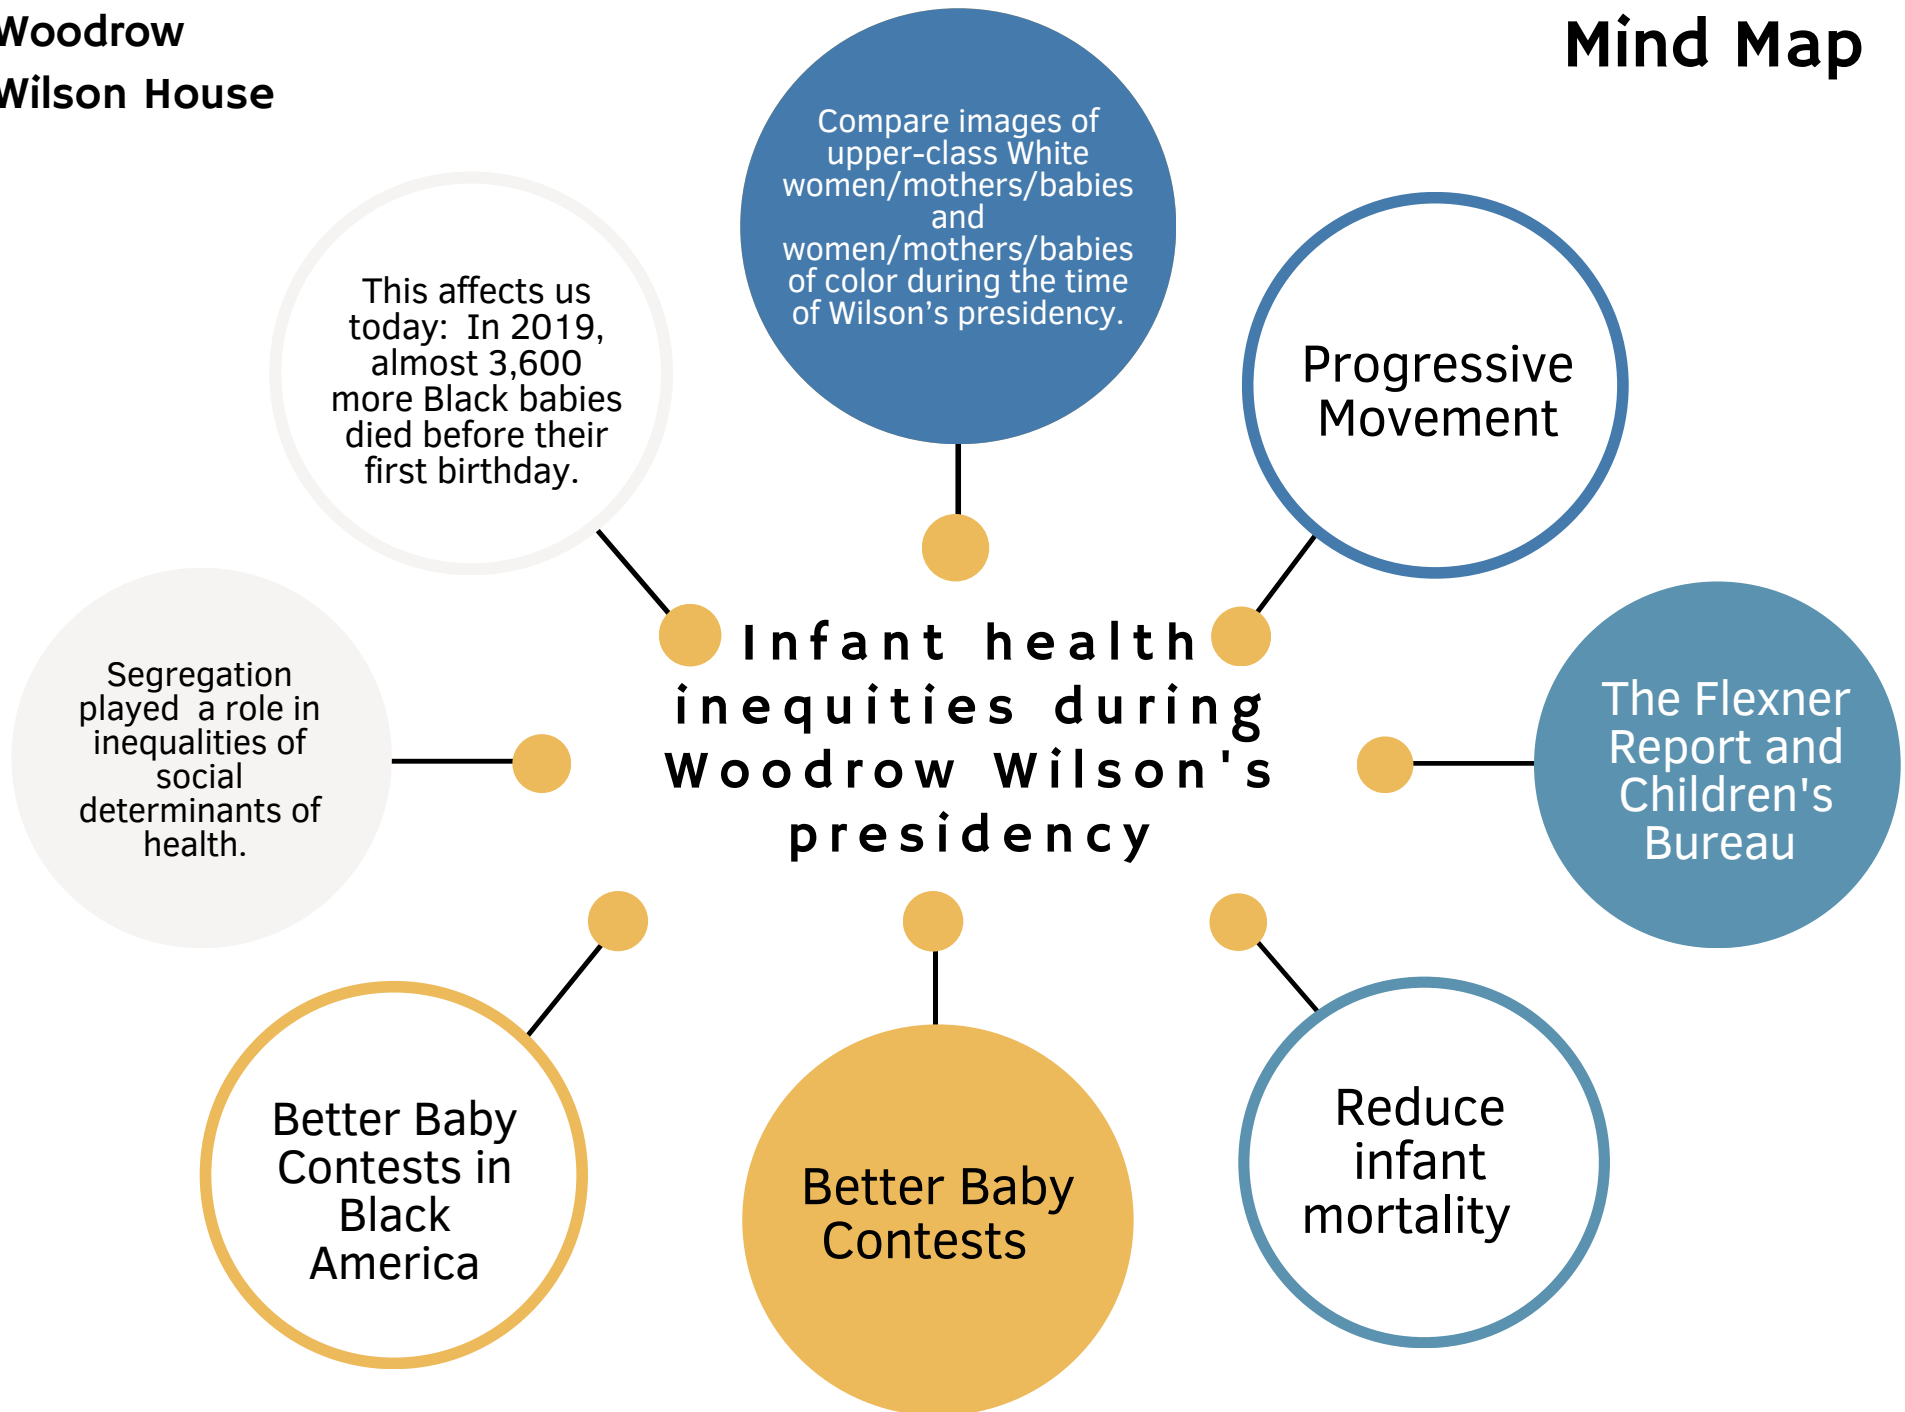 Woodrow
Wilson House
Mind Map
Compare images of
upper-class White
women/mothers/babies
and
women/mothers/babies
of color during the time
of Wilson’s presidency.
This affects us
today:  In 2019,
almost 3,600
more Black babies
died before their
first birthday.
Progressive
Movement
Segregation
played  a role in
inequalities of
social
determinants of
health.
Infant health
inequities during
Woodrow Wilson's
presidency
The Flexner
Report and
Children's
Bureau
Better Baby
Contests in
Black
America
Better Baby
Contests
Reduce
infant
mortality